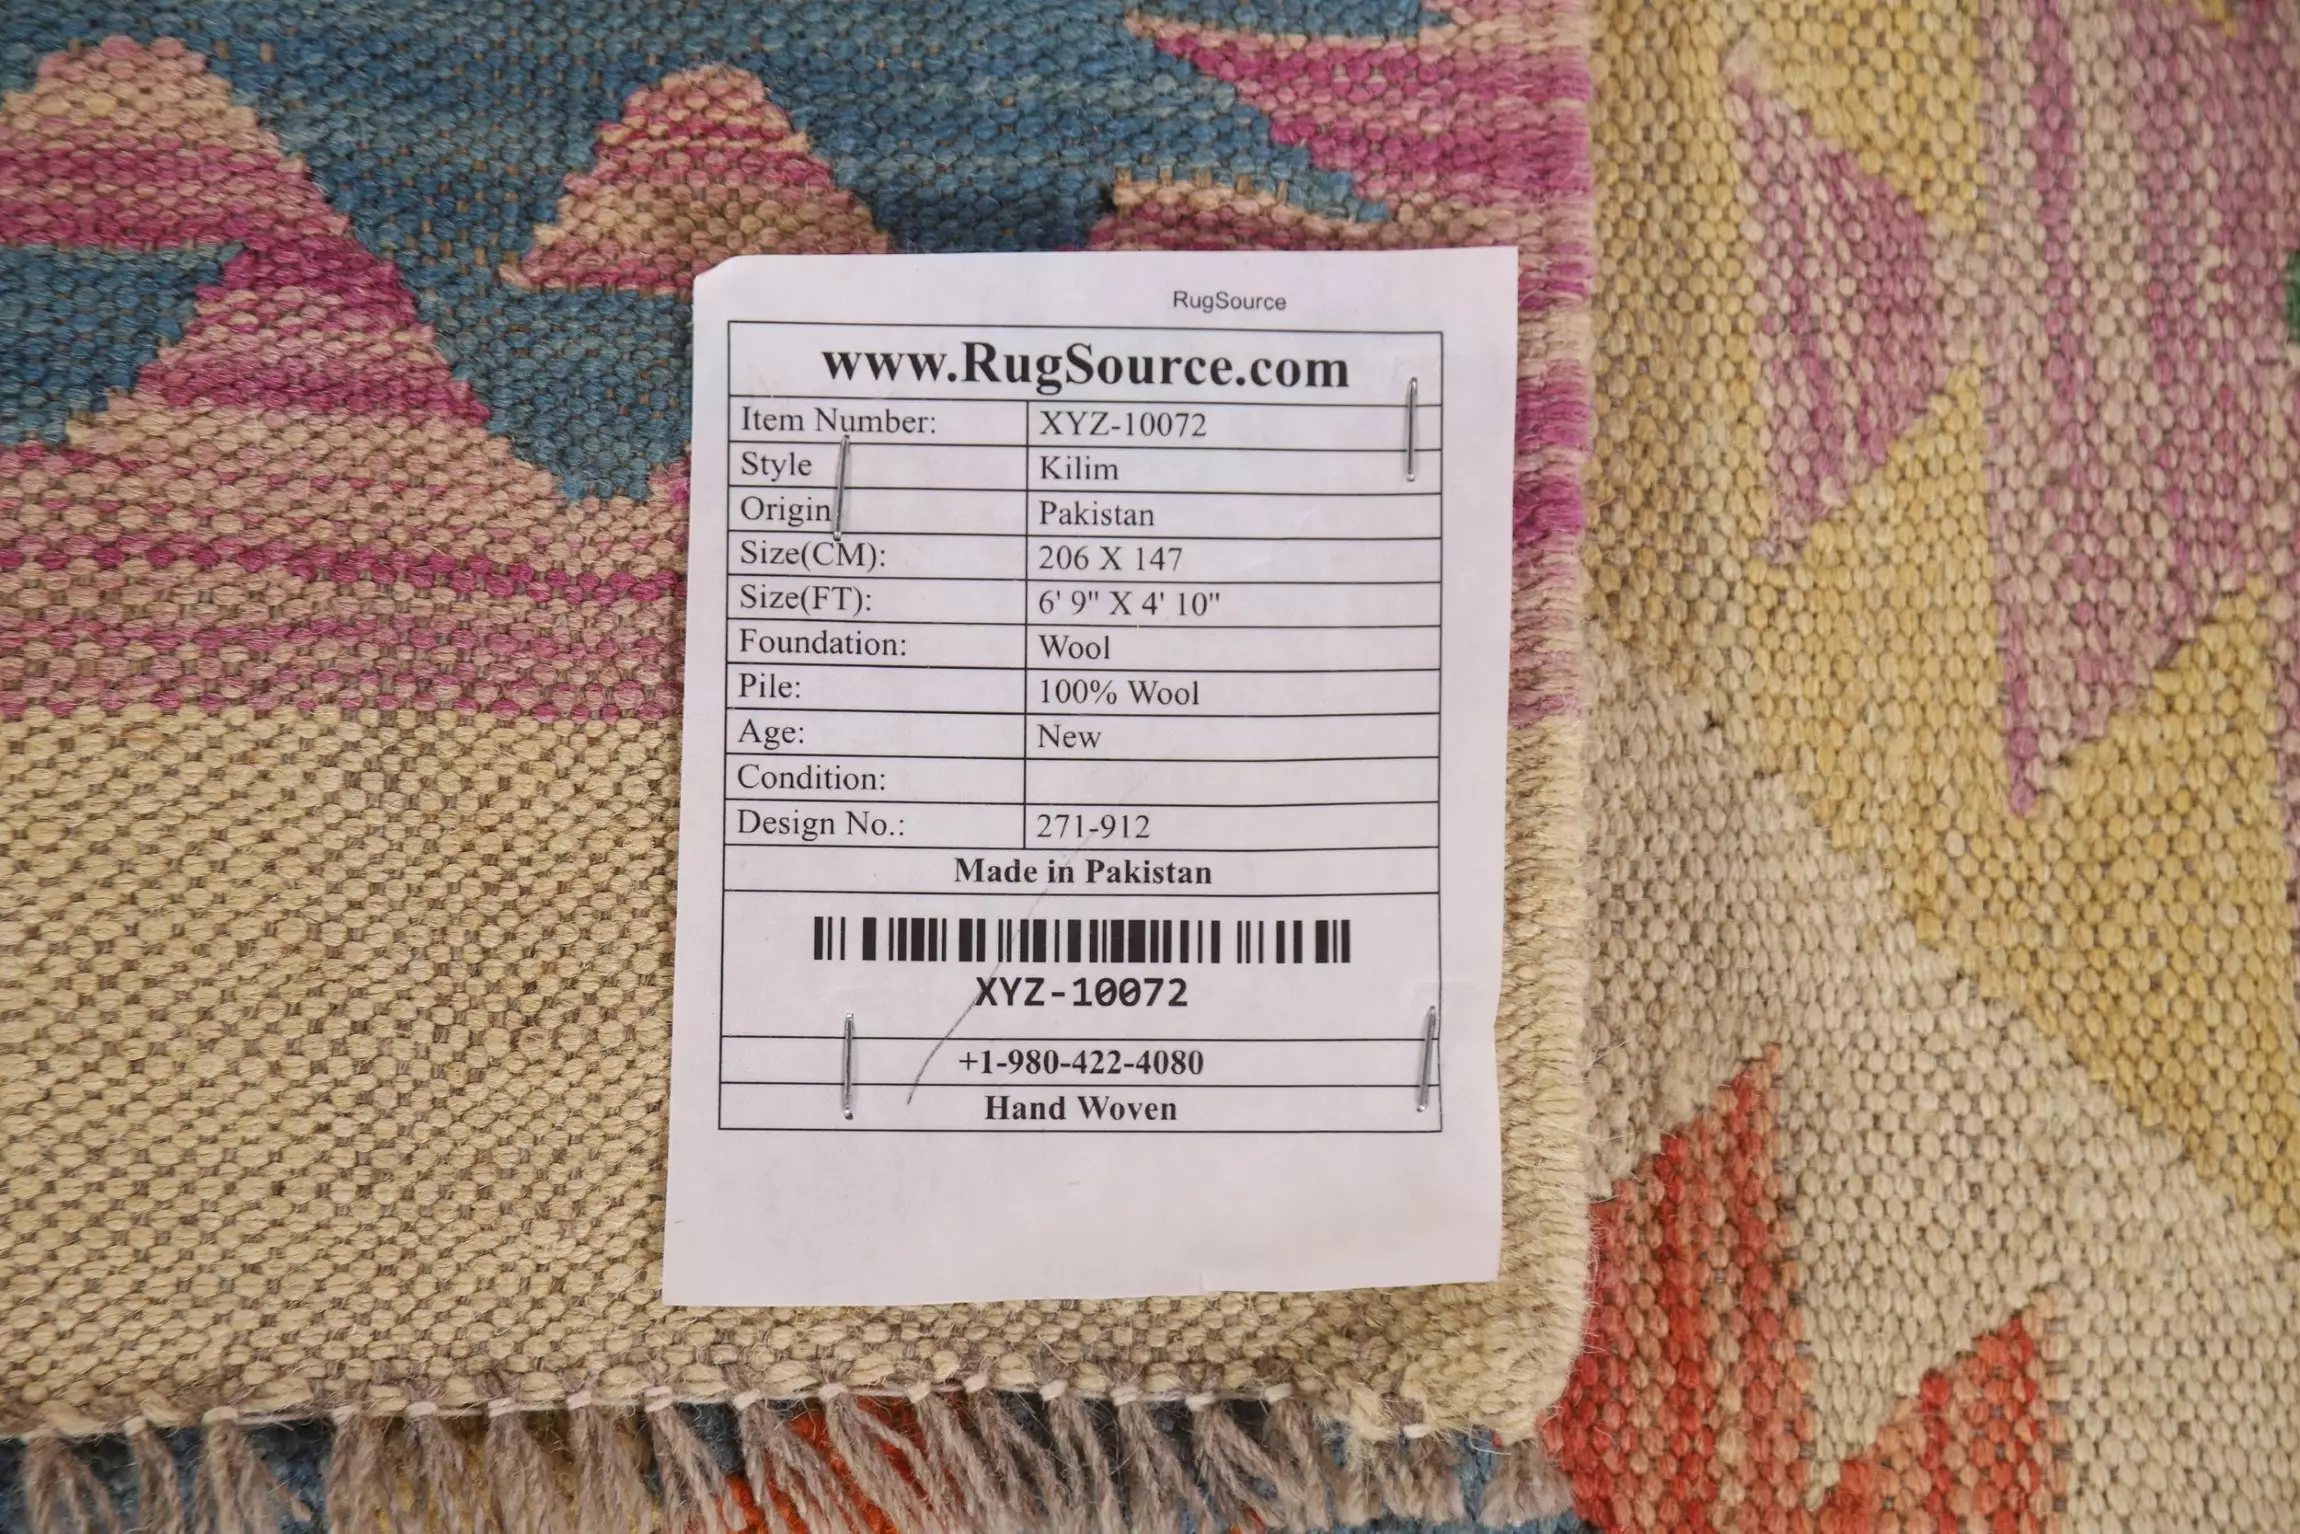 RugSource
www.RugSource.com
Item Number: XYZ-10072
Style Kilim
Origin Pakistan
Size(CM): 206 X 147
Size(FT): 6' 9" X 4' 10"
Foundation: Wool
Pile: 100% Wool
Age: New
Condition:
Design No.: 271-912
Made in Pakistan
XYZ-10072
+1-980-422-4080
Hand Woven